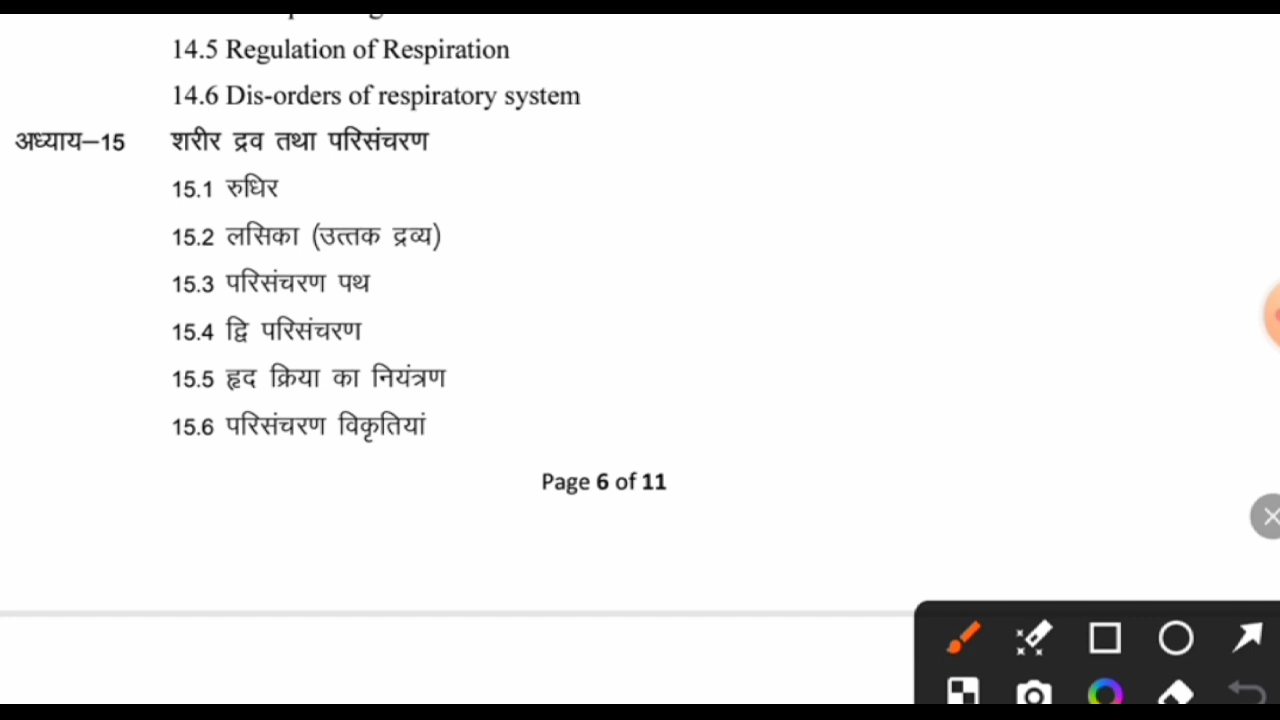 14.5 Regulation of Respiration
14.6 Dis-orders of respiratory system
अध्याय–15 शरीर द्रव तथा परिसंचरण
15.1 रुधिर
15.2 लसिका (उत्तक द्रव्य)
15.3 परिसंचरण पथ
15.4 द्वि परिसंचरण
15.5 हृद क्रिया का नियंत्रण
15.6 परिसंचरण विकृतियां
Page 6 of 11